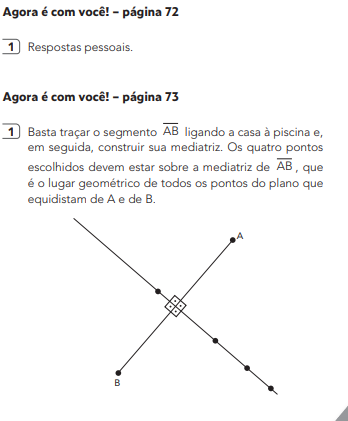 Agora é com você! – página 72
1 Respostas pessoais.
Agora é com você! – página 73
1 Basta traçar o segmento AB ligando a casa à piscina e,
em seguida, construir sua mediatriz. Os quatro pontos
escolhidos devem estar sobre a mediatriz de AB, que
é o lugar geométrico de todos os pontos do plano que
equidistam de A e de B.
A
B